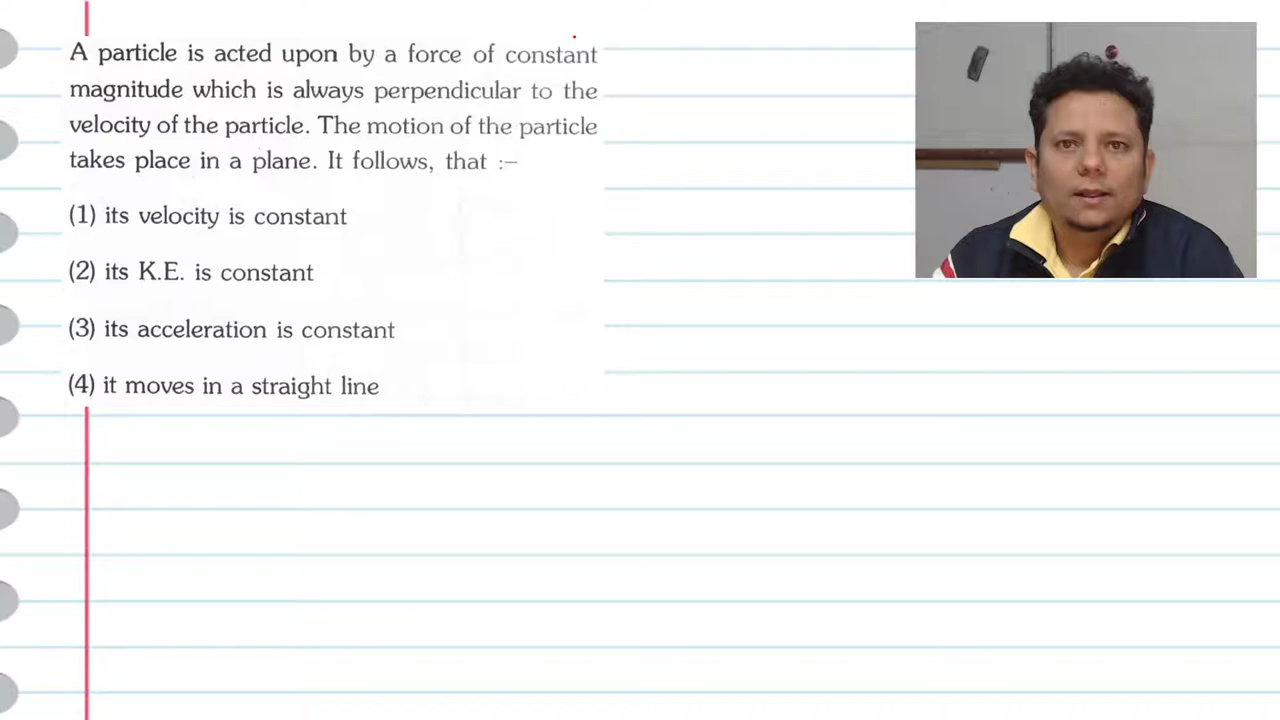 A particle is acted upon by a force of constant
magnitude which is always perpendicular to the
velocity of the particle. The motion of the particle
takes place in a plane. It follows, that :–
(1) its velocity is constant
(2) its K.E. is constant
(3) its acceleration is constant
(4) it moves in a straight line